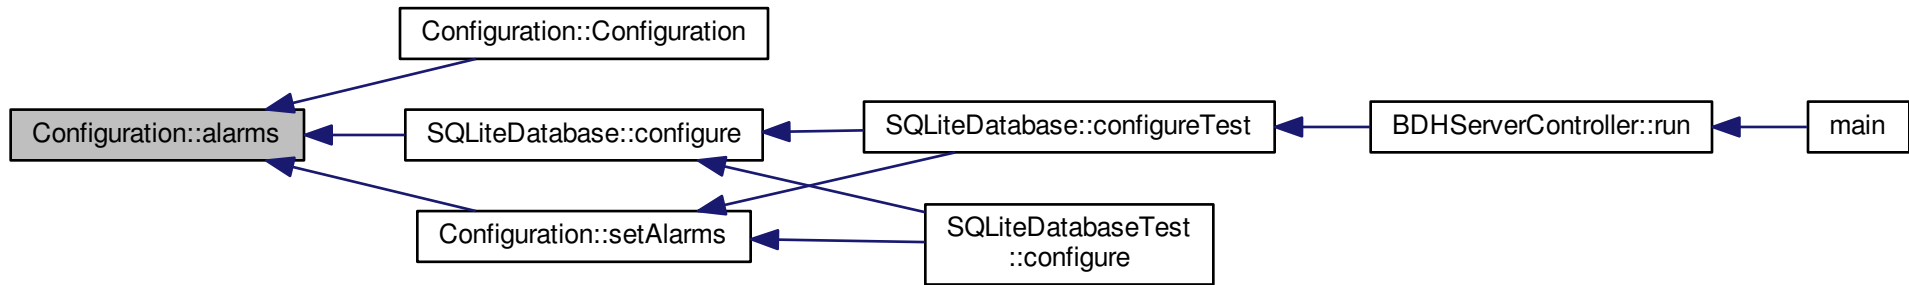 Configuration::alarms
Configuration::Configuration
SQLiteDatabase::configure
Configuration::setAlarms
SQLiteDatabase::configureTest
SQLiteDatabaseTest
::configure
BDHServerController::run
main